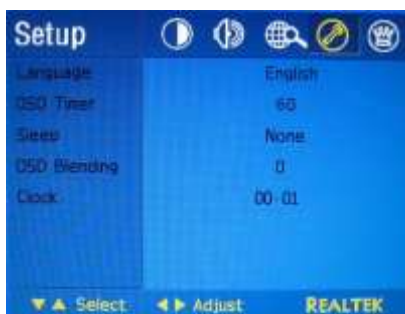 Setup
Language English
OSD Timer 60
Sleep None
OSD Blending 0
Clock 00:01
▼▲ Select ◄► Adjust REALTEK